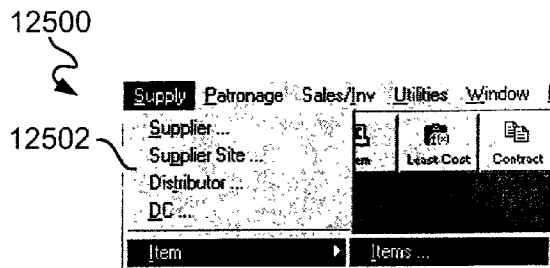 12500
Supply Patronage Sales/Inv Utilities Window
12502
Supplier ...
Supplier Site ...
Distributor ...
DC ...
Least-Cost Contract
Item Items ...